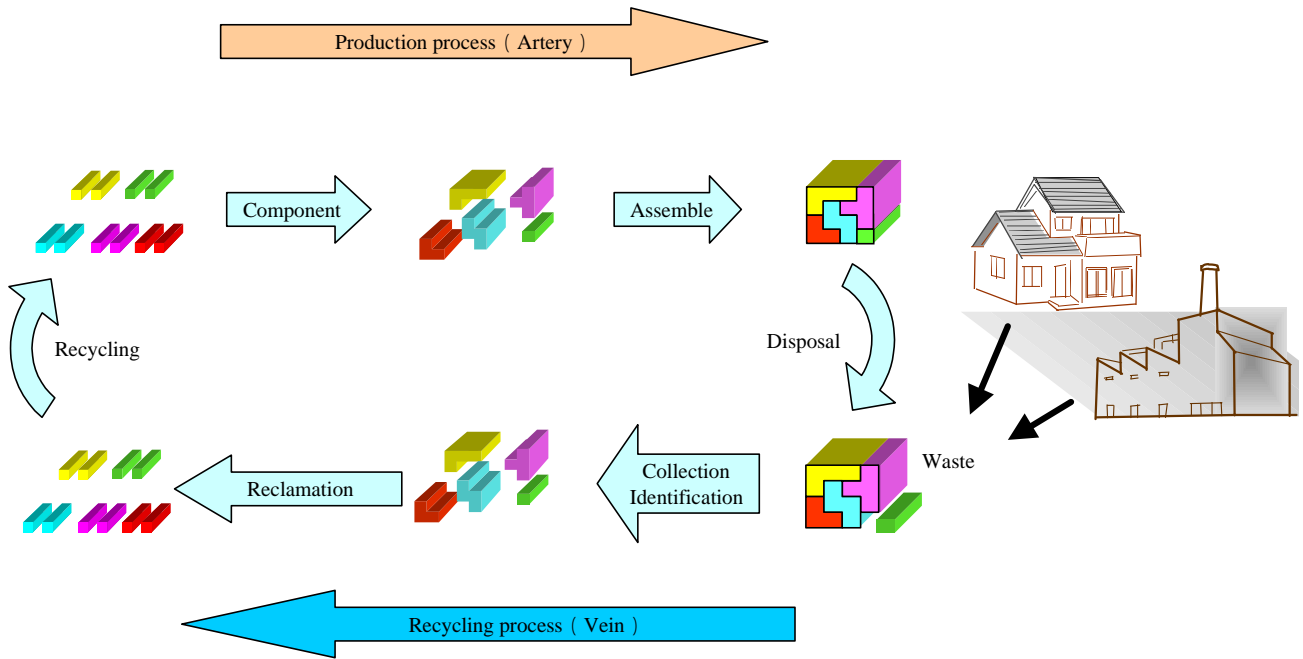 Production process（Artery）
Component
Assemble
Recycling
Disposal
Waste
Reclamation
Collection
Identification
Recycling process（Vein）